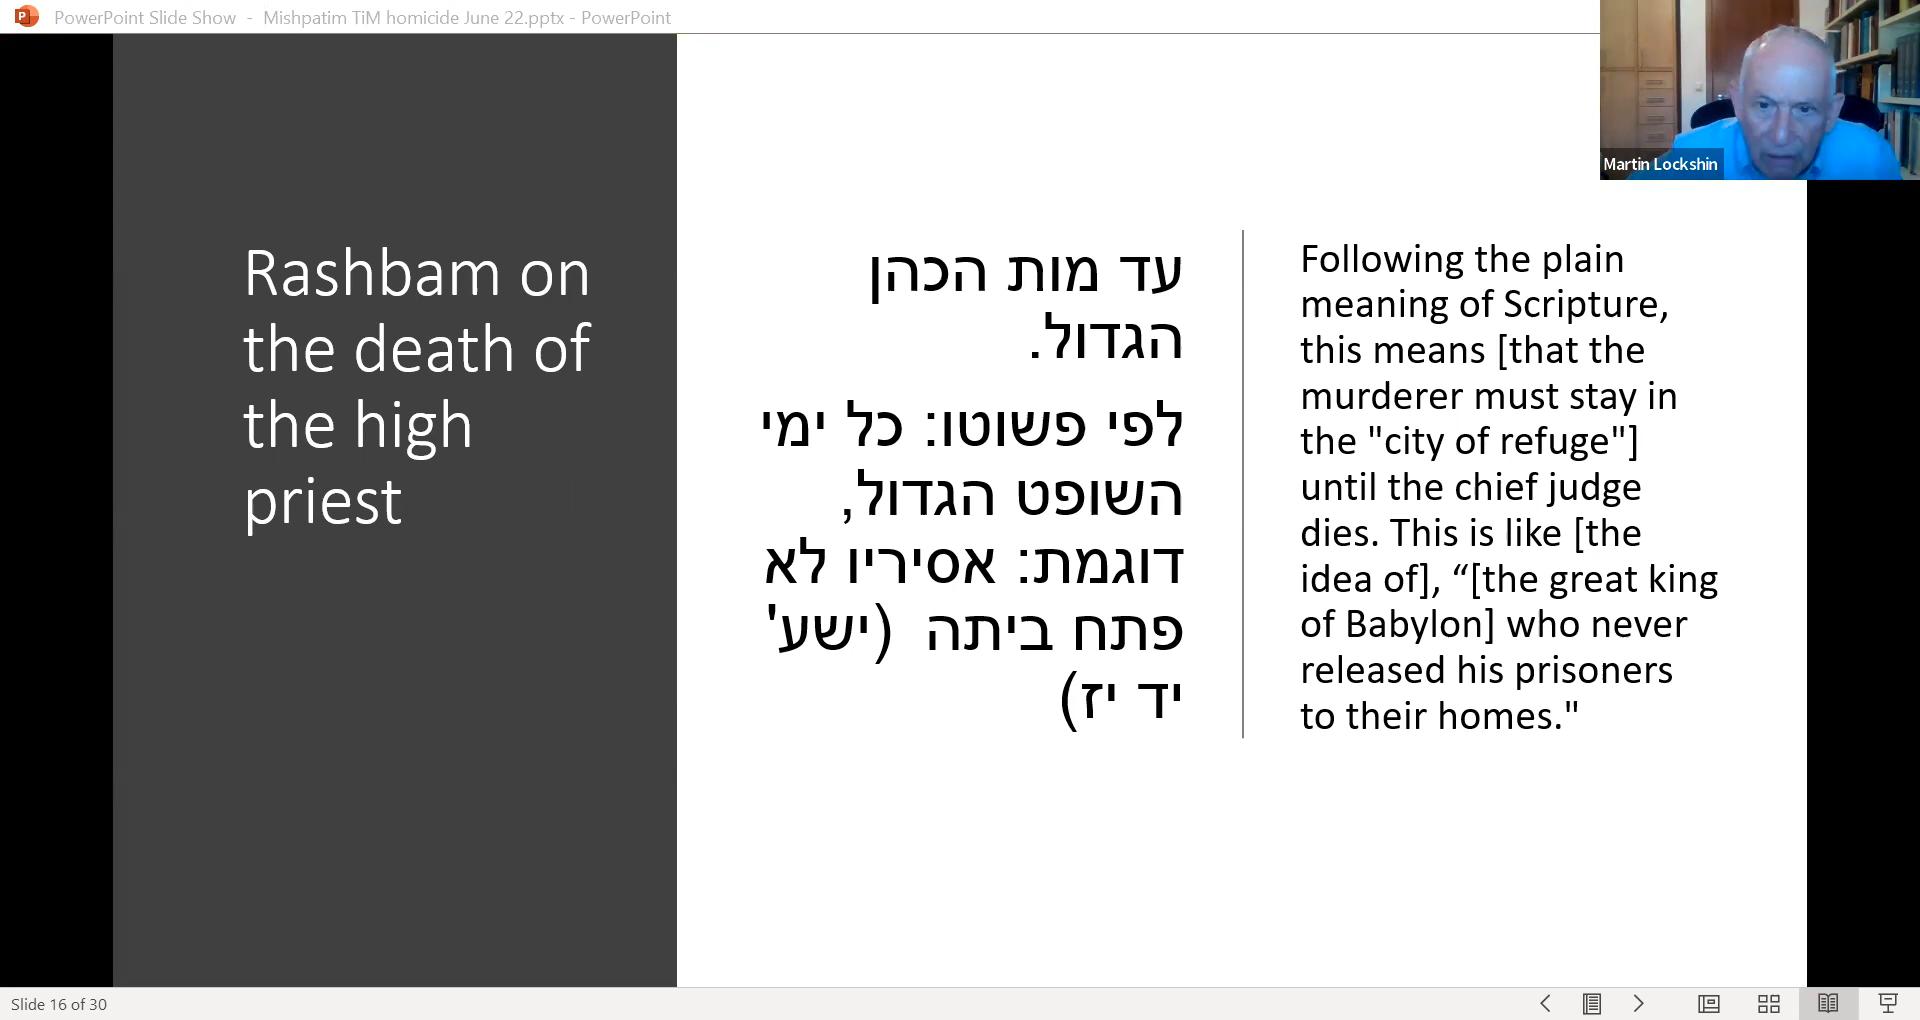 PowerPoint Slide Show - Mishpatim TiM homicide June 22.pptx - PowerPoint
Martin Lockshin
Rashbam on
the death of
the high
priest
עד מות הכהן
הגדול.
לפי פשוטו: כל ימי
השופט הגדול,
דוגמת: אסיריו לא
פתח ביתה (ישע'
יד יז)
Following the plain
meaning of Scripture,
this means [that the
murderer must stay in
the "city of refuge"]
until the chief judge
dies. This is like [the
idea of], “[the great king
of Babylon] who never
released his prisoners
to their homes."
Slide 16 of 30